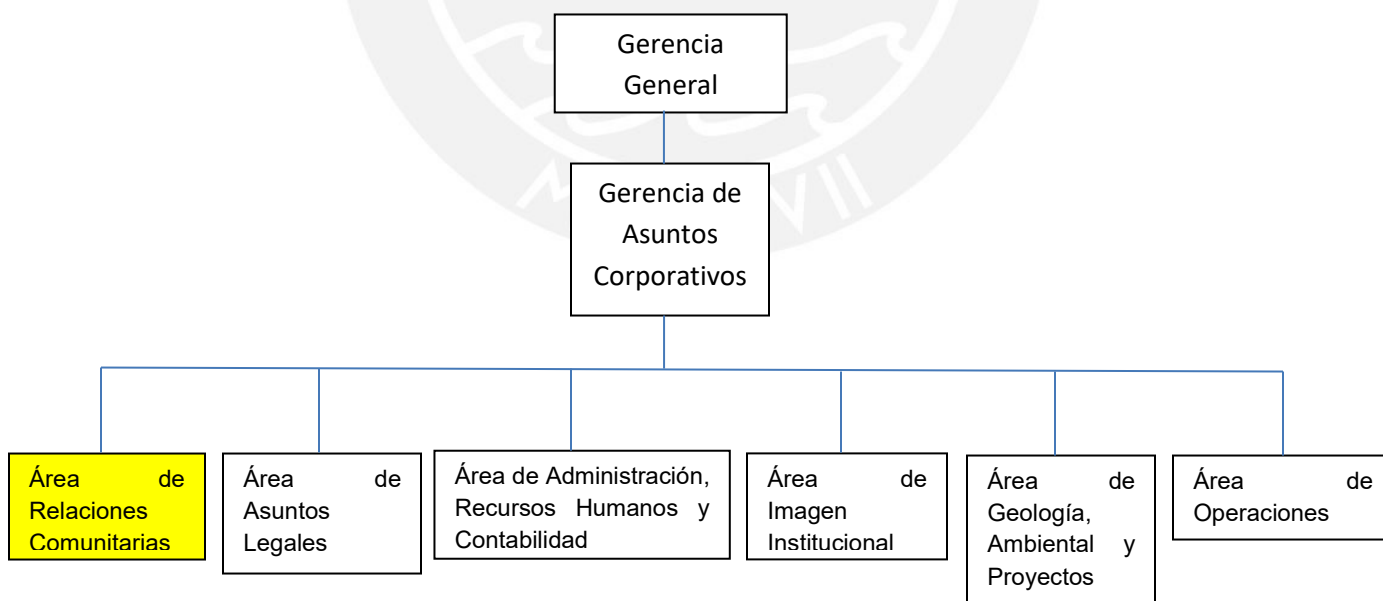 Gerencia
General
Gerencia de
Asuntos
Corporativos
Área de
Relaciones
Comunitarias
Área de
Asuntos
Legales
Área de Administración,
Recursos Humanos y
Contabilidad
Área de
Imagen
Institucional
Área de
Geología,
Ambiental y
Proyectos
Área de
Operaciones